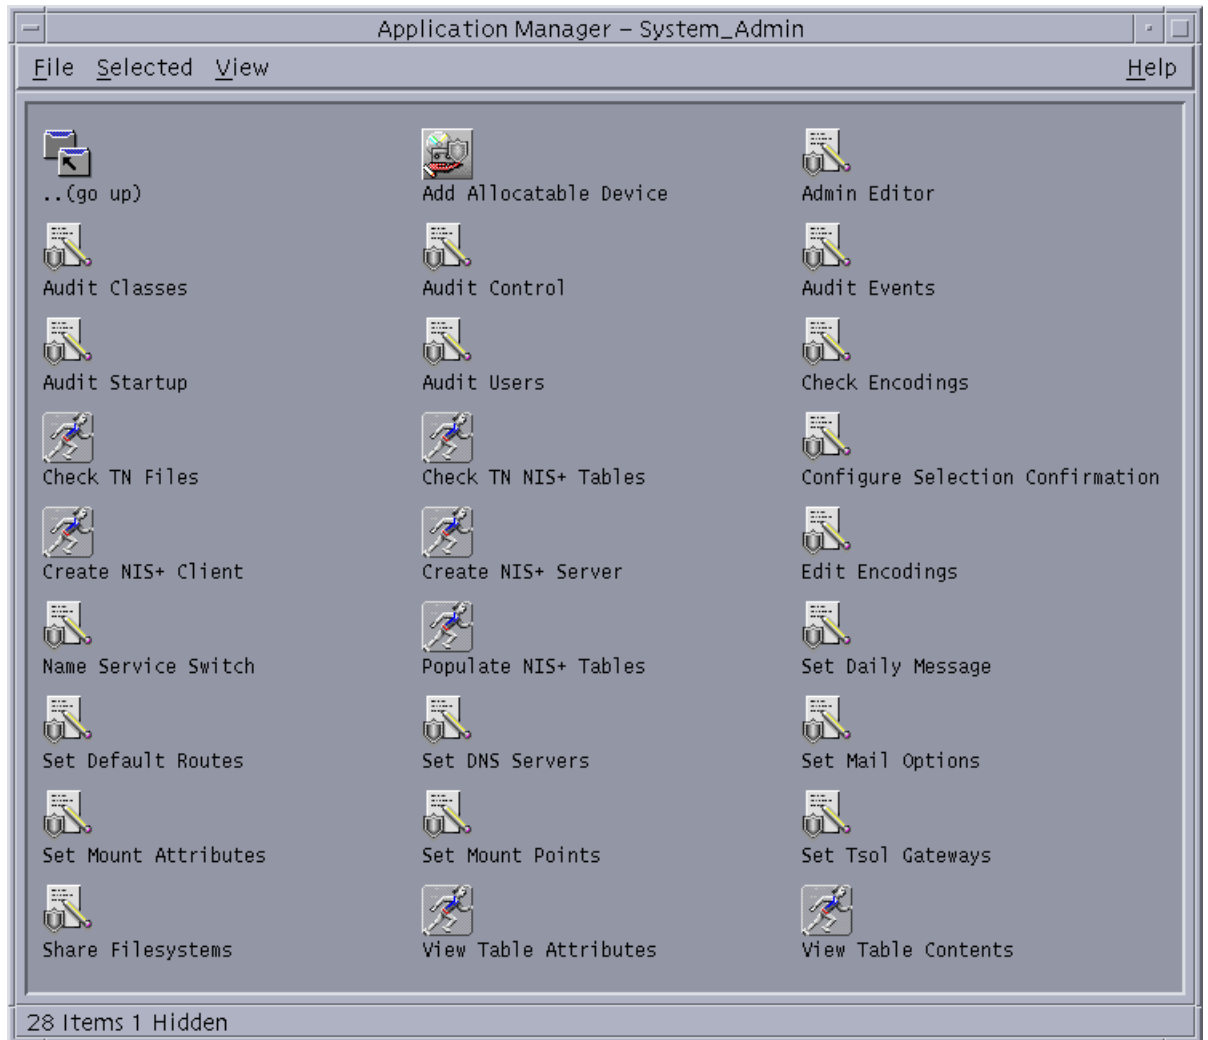 Application Manager – System_Admin
File Selected View Help
..(go up) Add Allocatable Device Admin Editor
Audit Classes Audit Control Audit Events
Audit Startup Audit Users Check Encodings
Check TN Files Check TN NIS+ Tables Configure Selection Confirmation
Create NIS+ Client Create NIS+ Server Edit Encodings
Name Service Switch Populate NIS+ Tables Set Daily Message
Set Default Routes Set DNS Servers Set Mail Options
Set Mount Attributes Set Mount Points Set Tsol Gateways
Share Filesystems View Table Attributes View Table Contents
28 Items 1 Hidden